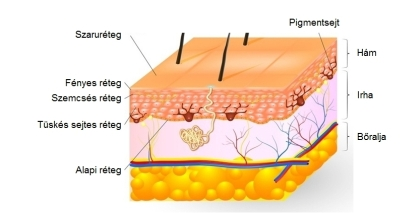 Pigmentsejt
Szaruréteg
Hám
Fényes réteg
Szemcsés réteg
Irha
Tüskés sejtes réteg
Bőralja
Alapi réteg